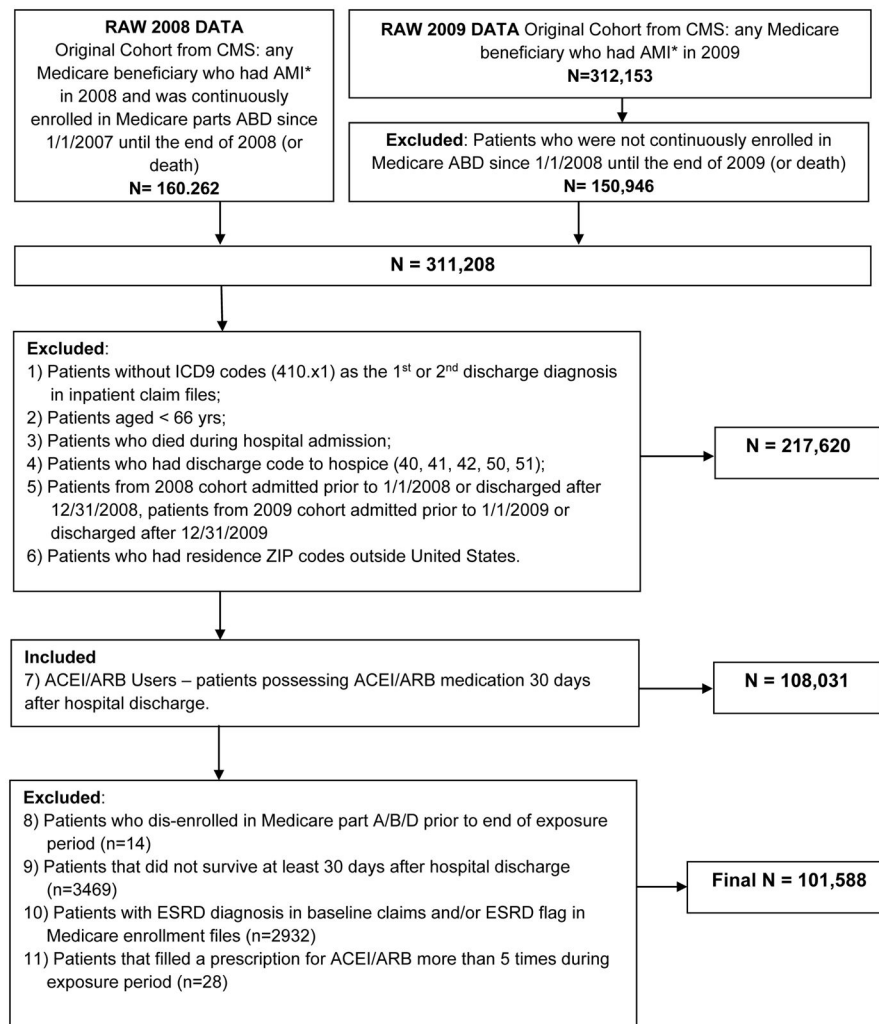 RAW 2008 DATA
Original Cohort from CMS: any
Medicare beneficiary who had AMI*
in 2008 and was continuously
enrolled in Medicare parts ABD since
1/1/2007 until the end of 2008 (or
death)
N= 160.262
RAW 2009 DATA Original Cohort from CMS: any Medicare
beneficiary who had AMI* in 2009
N=312,153
Excluded: Patients who were not continuously enrolled in
Medicare ABD since 1/1/2008 until the end of 2009 (or death)
N= 150,946
N = 311,208
Excluded:
1) Patients without ICD9 codes (410.x1) as the 1st or 2nd discharge diagnosis
in inpatient claim files;
2) Patients aged < 66 yrs;
3) Patients who died during hospital admission;
4) Patients who had discharge code to hospice (40, 41, 42, 50, 51);
5) Patients from 2008 cohort admitted prior to 1/1/2008 or discharged after
12/31/2008, patients from 2009 cohort admitted prior to 1/1/2009 or
discharged after 12/31/2009
6) Patients who had residence ZIP codes outside United States.
N = 217,620
Included
7) ACEI/ARB Users – patients possessing ACEI/ARB medication 30 days
after hospital discharge.
N = 108,031
Excluded:
8) Patients who dis-enrolled in Medicare part A/B/D prior to end of exposure
period (n=14)
9) Patients that did not survive at least 30 days after hospital discharge
(n=3469)
10) Patients with ESRD diagnosis in baseline claims and/or ESRD flag in
Medicare enrollment files (n=2932)
11) Patients that filled a prescription for ACEI/ARB more than 5 times during
exposure period (n=28)
Final N = 101,588